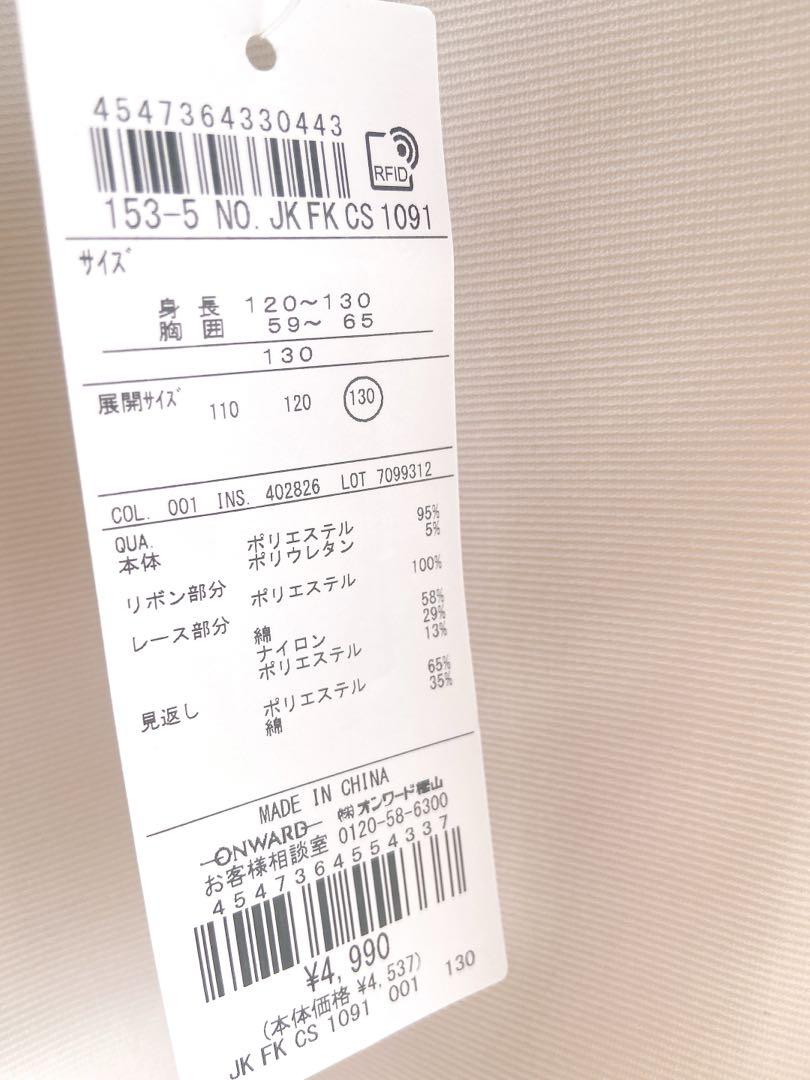 4547364330443
RFID
153-5 NO. JK FK CS 1091
サイズ
身 長 120~130
胸 囲 59~ 65
130
展開サイズ 110 120 130
COL. 001 INS. 402826 LOT 7099312
QUA.
本体 ポリエステル 95%
ポリウレタン 5%
リボン部分 ポリエステル 100%
レース部分 綿 58%
ナイロン 29%
ポリエステル 13%
見返し ポリエステル 65%
綿 35%
MADE IN CHINA
ONWARD ㈱オンワード樫山
お客様相談室 0120-58-6300
4547364554337
¥4,990
(本体価格 ¥4,537)
JK FK CS 1091 001 130